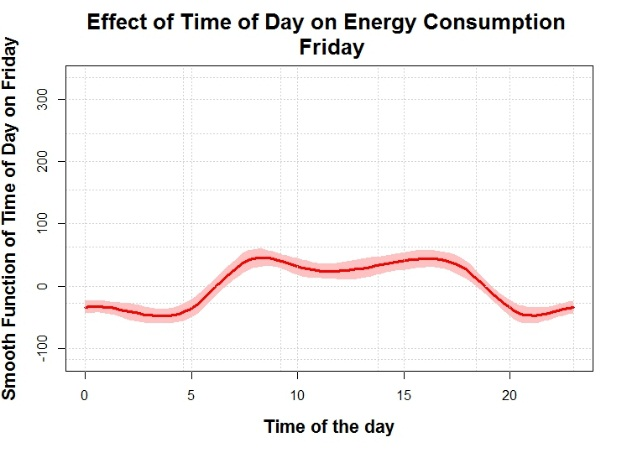 Effect of Time of Day on Energy Consumption
Friday
Smooth Function of Time of Day on Friday
300
200
100
0
-100
0 5 10 15 20
Time of the day